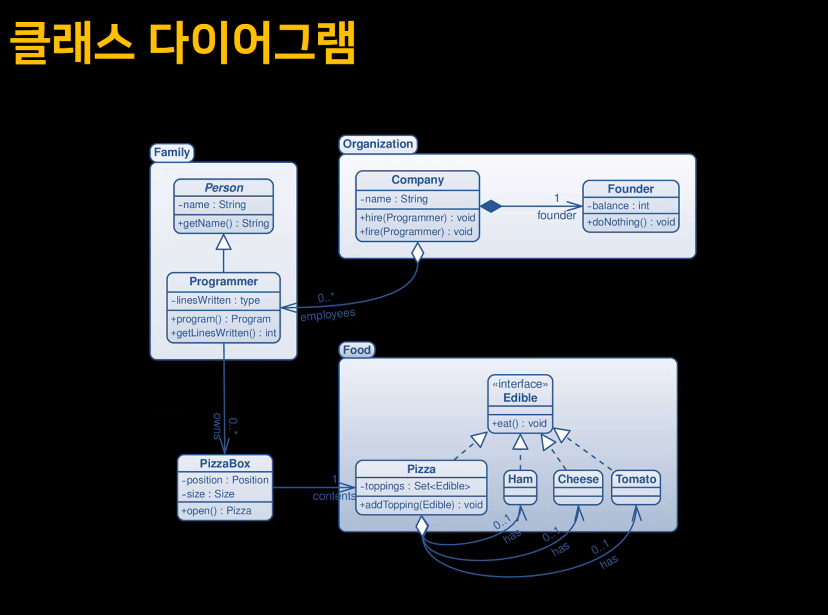 클래스 다이어그램
Family
Person
-name : String
+getName() : String
Programmer
-linesWritten : type
+program() : Program
+getLinesWritten() : int
Organization
Company
-name : String
+hire(Programmer) : void
+fire(Programmer) : void
1
founder
Founder
-balance : int
+doNothing() : void
0..*
employees
0..*
owns
PizzaBox
-position : Position
-size : Size
+open() : Pizza
1
contents
Food
«interface»
Edible
+eat() : void
Pizza
-toppings : Set<Edible>
+addTopping(Edible) : void
Ham
Cheese
Tomato
0..1
has
0..1
has
0..1
has